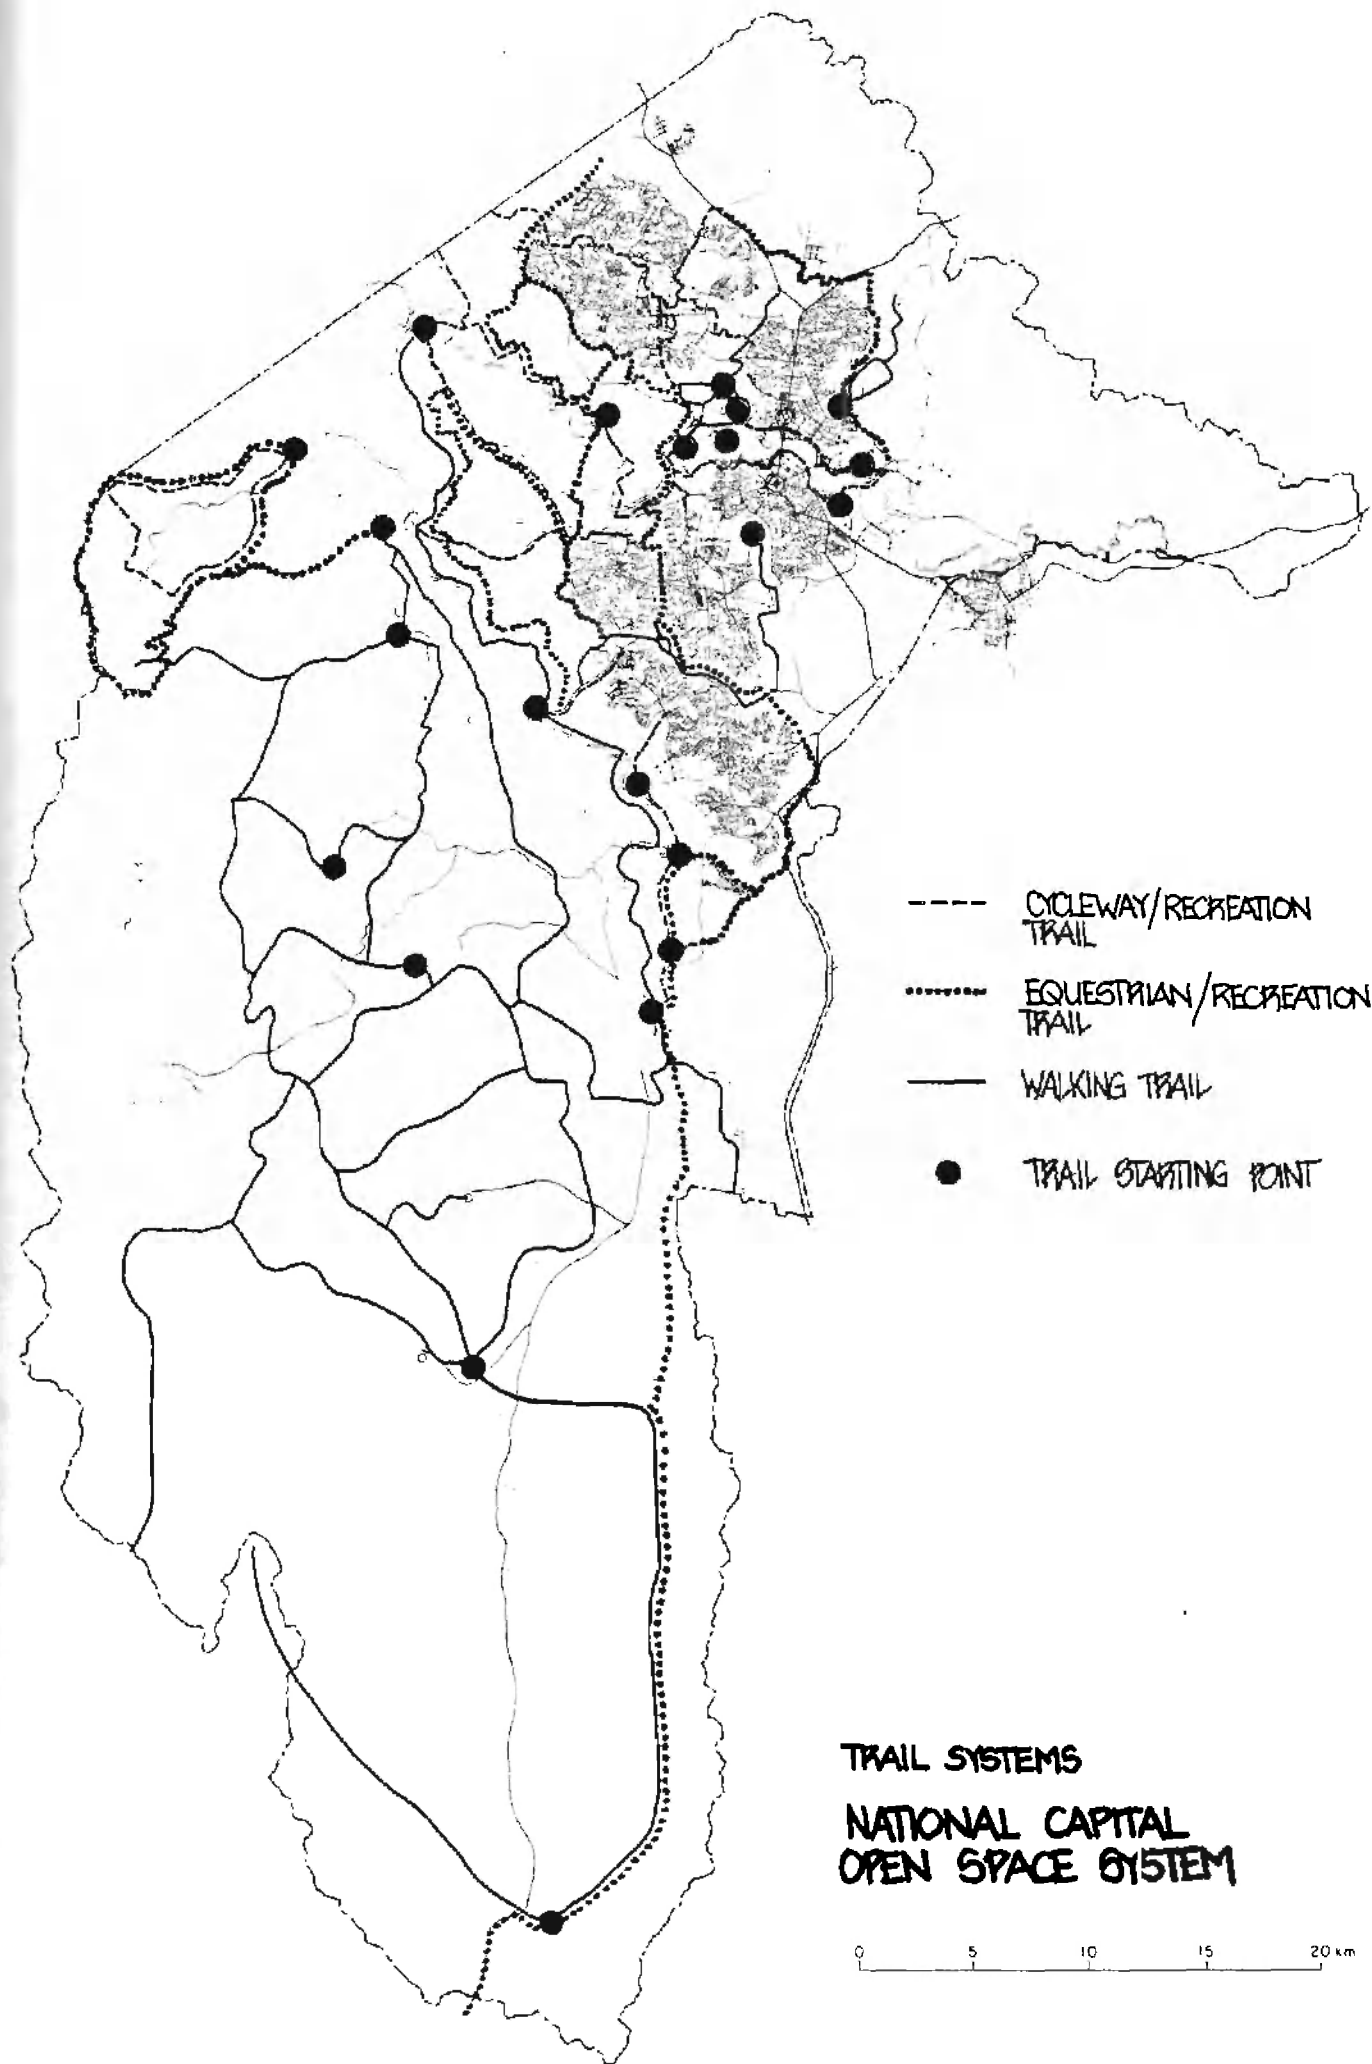 CYCLEWAY/RECREATION
TRAIL
EQUESTRIAN/RECREATION
TRAIL
WALKING TRAIL
TRAIL STARTING POINT
TRAIL SYSTEMS
NATIONAL CAPITAL
OPEN SPACE SYSTEM
0 5 10 15 20 km